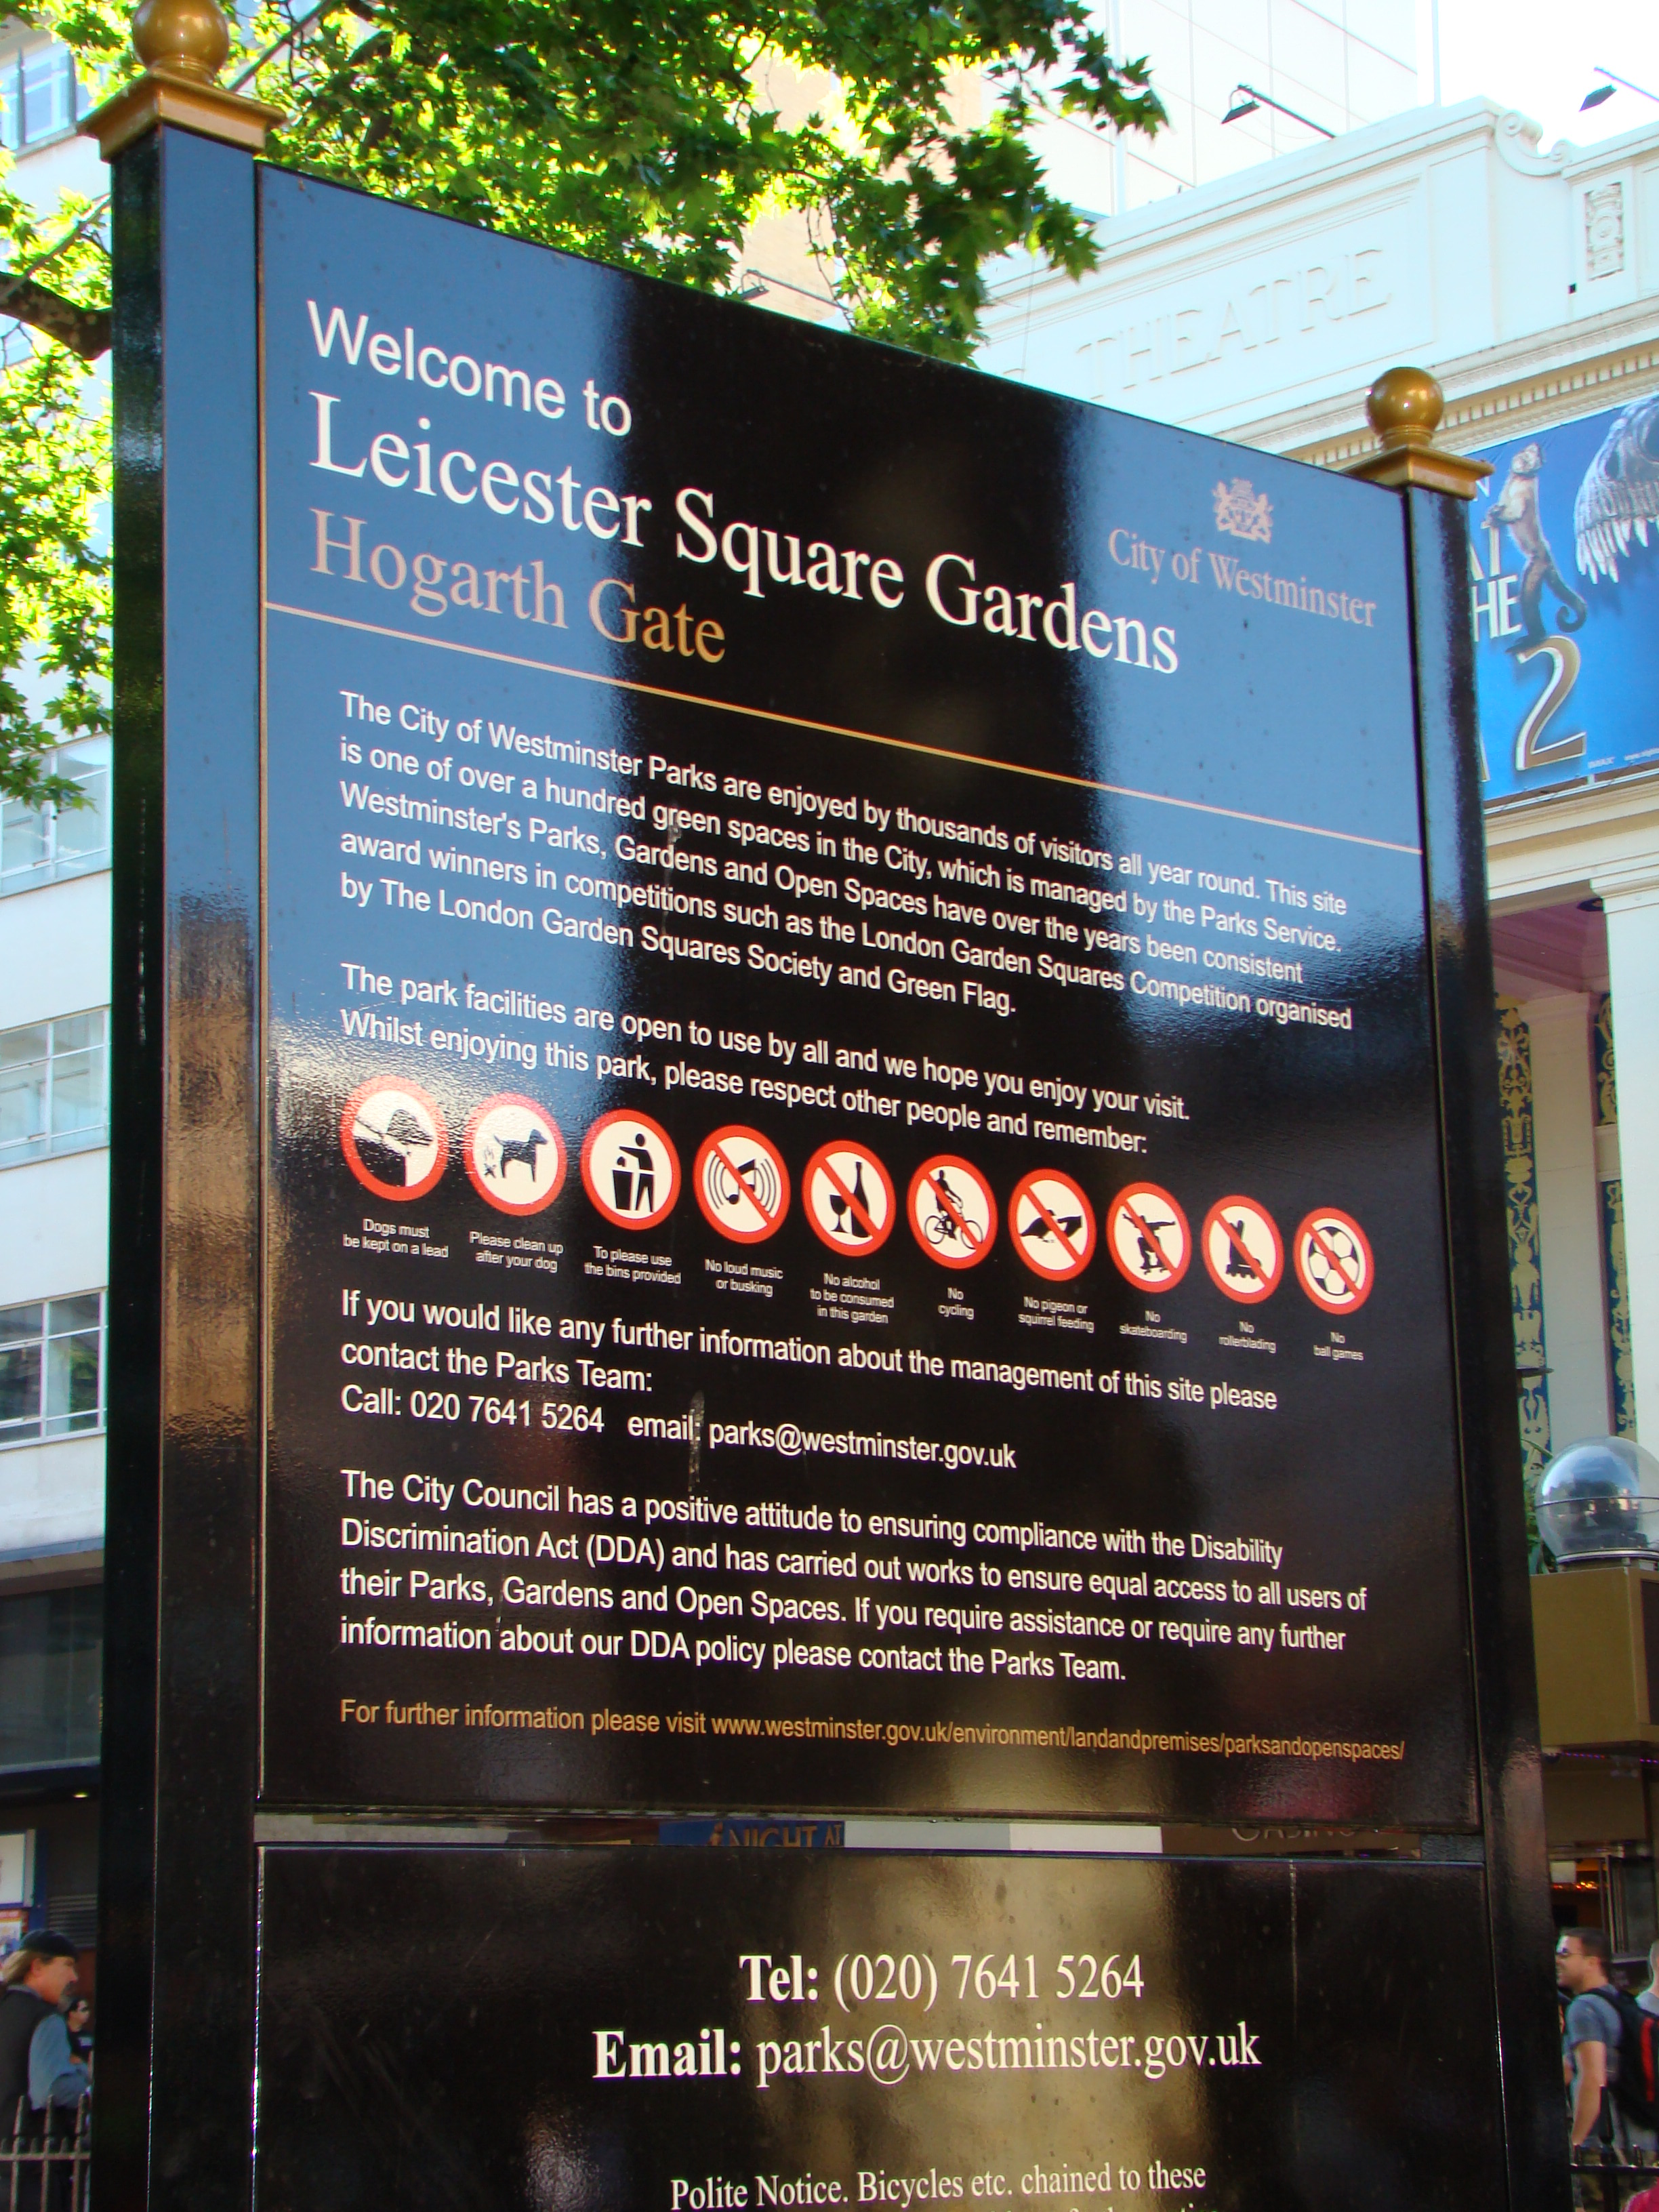 THEATRE
Welcome to
Leicester Square Gardens
Hogarth Gate
City of Westminster
2
The City of Westminster Parks are enjoyed by thousands of visitors all year round. This site
is one of over a hundred green spaces in the City, which is managed by the Parks Service.
Westminster's Parks, Gardens and Open Spaces have over the years been consistent
award winners in competitions such as the London Garden Squares Competition organised
by The London Garden Squares Society and Green Flag.
The park facilities are open to use by all and we hope you enjoy your visit.
Whilst enjoying this park, please respect other people and remember:
Dogs must
be kept on a lead
Please clean up
after your dog
To please use
the bins provided
No loud music
or busking
No alcohol
to be consumed
in this garden
No
cycling
No pigeon or
squirrel feeding
No
skateboarding
No
rollerblading
No
ball games
If you would like any further information about the management of this site please
contact the Parks Team:
Call: 020 7641 5264 email: parks@westminster.gov.uk
The City Council has a positive attitude to ensuring compliance with the Disability
Discrimination Act (DDA) and has carried out works to ensure equal access to all users of
their Parks, Gardens and Open Spaces. If you require assistance or require any further
information about our DDA policy please contact the Parks Team.
For further information please visit www.westminster.gov.uk/environment/landandpremises/parksandopenspaces/
NIGHT AT
Tel: (020) 7641 5264
Email: parks@westminster.gov.uk
Polite Notice. Bicycles etc. chained to these